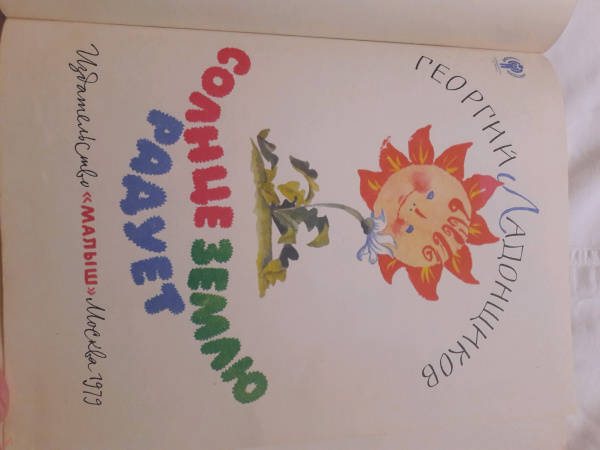 ГЕОРГИЙ ЛАДОНЩИКОВ
СОЛНЦЕ ЗЕМЛЮ
РАДУЕТ
Издательство «МАЛЫШ» Москва 1979